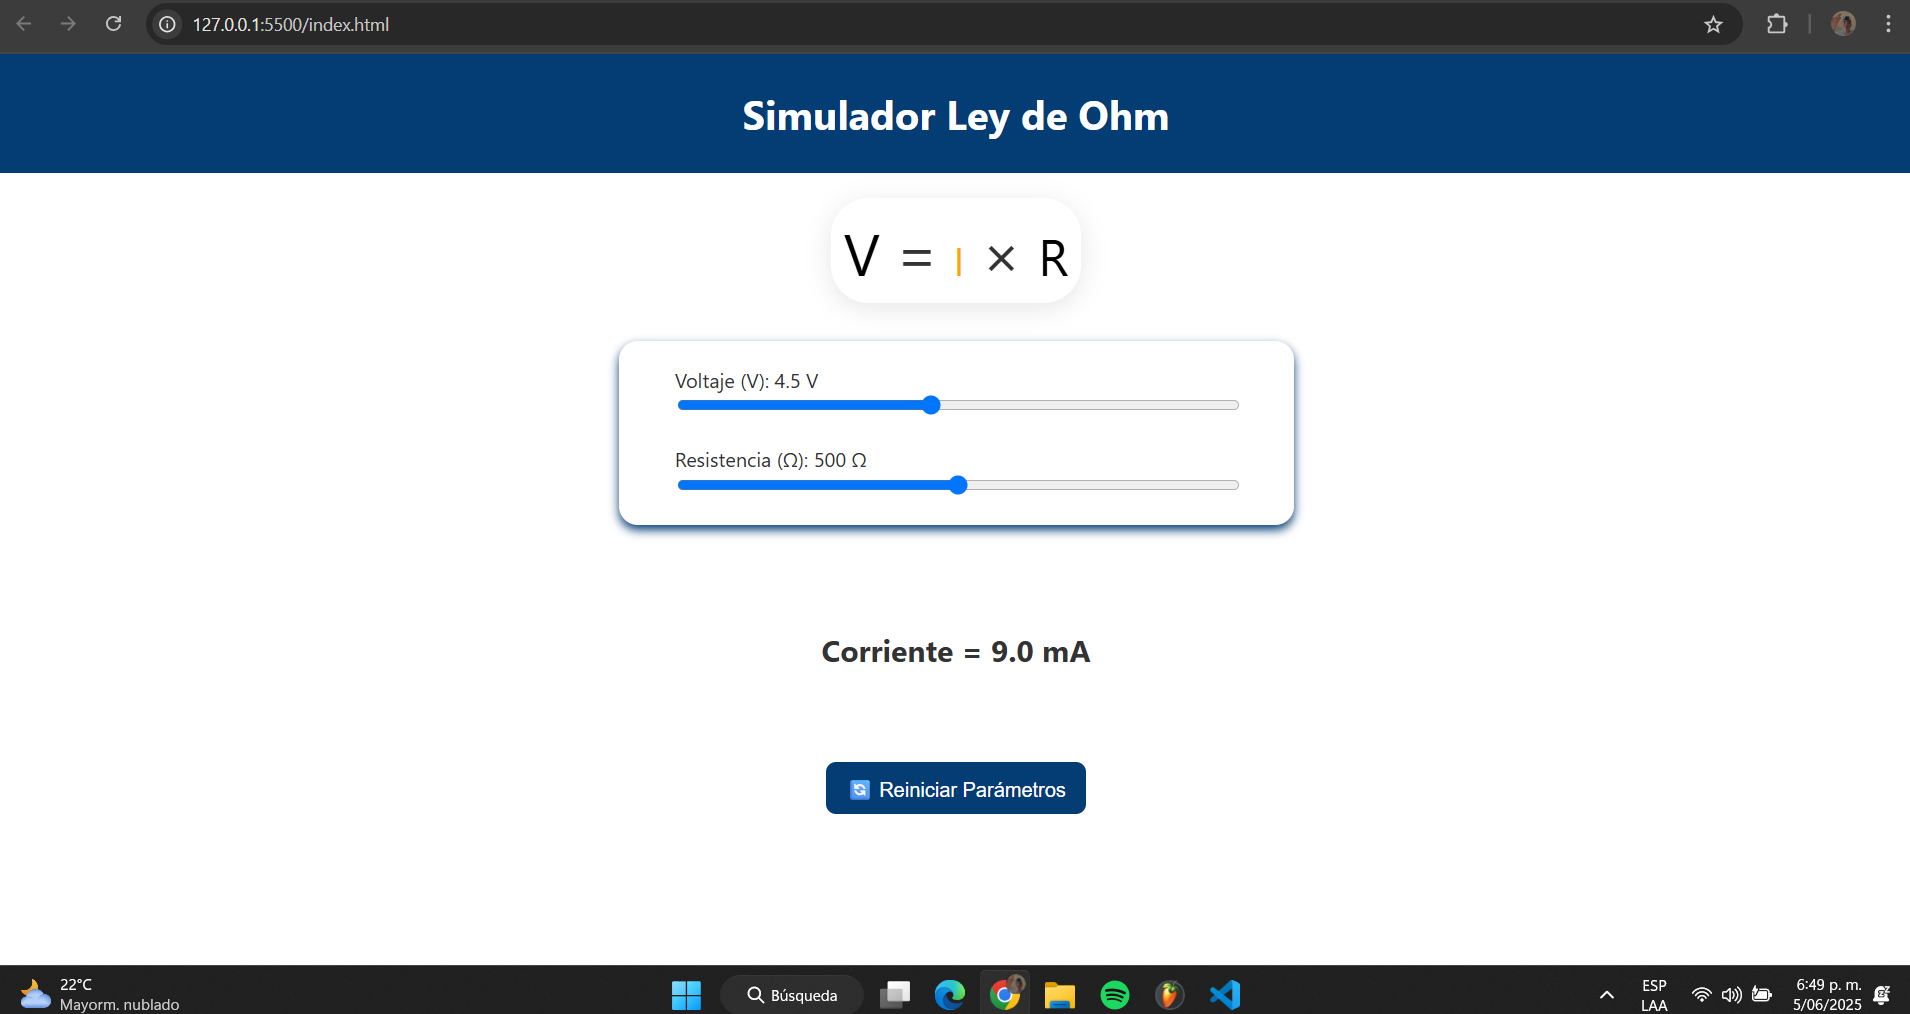 127.0.0.1:5500/index.html
Simulador Ley de Ohm
V = I × R
Voltaje (V): 4.5 V
Resistencia (Ω): 500 Ω
Corriente = 9.0 mA
Reiniciar Parámetros
22°C
Mayorm. nublado
Búsqueda
ESP
LAA
6:49 p. m.
5/06/2025